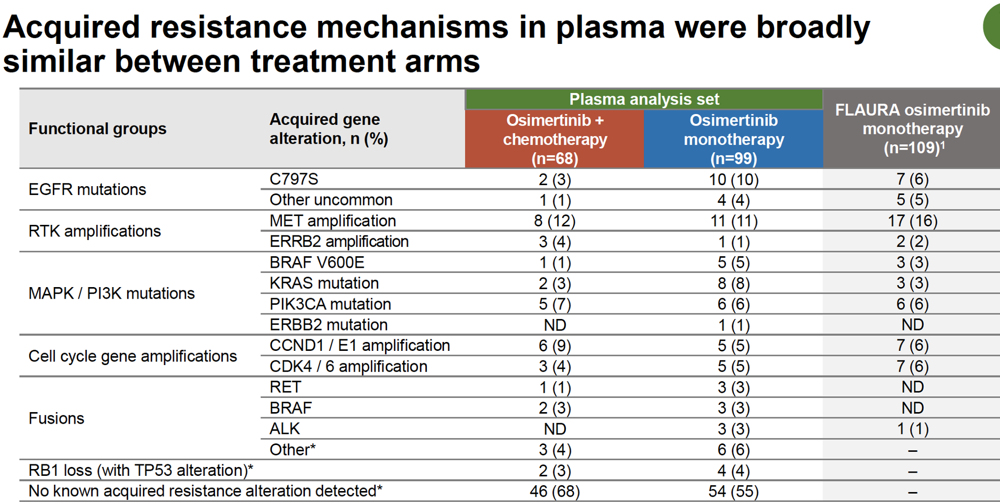 Acquired resistance mechanisms in plasma were broadly
similar between treatment arms
Functional groups
Acquired gene
alteration, n (%)
Plasma analysis set
Osimertinib +
chemotherapy
(n=68)
Osimertinib
monotherapy
(n=99)
FLAURA osimertinib
monotherapy
(n=109)¹
EGFR mutations
C797S 2 (3) 10 (10) 7 (6)
Other uncommon 1 (1) 4 (4) 5 (5)
RTK amplifications
MET amplification 8 (12) 11 (11) 17 (16)
ERRB2 amplification 3 (4) 1 (1) 2 (2)
MAPK / PI3K mutations
BRAF V600E 1 (1) 5 (5) 3 (3)
KRAS mutation 2 (3) 8 (8) 3 (3)
PIK3CA mutation 5 (7) 6 (6) 6 (6)
ERBB2 mutation ND 1 (1) ND
Cell cycle gene amplifications
CCND1 / E1 amplification 6 (9) 5 (5) 7 (6)
CDK4 / 6 amplification 3 (4) 5 (5) 7 (6)
Fusions
RET 1 (1) 3 (3) ND
BRAF 2 (3) 3 (3) ND
ALK ND 3 (3) 1 (1)
Other* 3 (4) 6 (6) –
RB1 loss (with TP53 alteration)* 2 (3) 4 (4) –
No known acquired resistance alteration detected* 46 (68) 54 (55) –